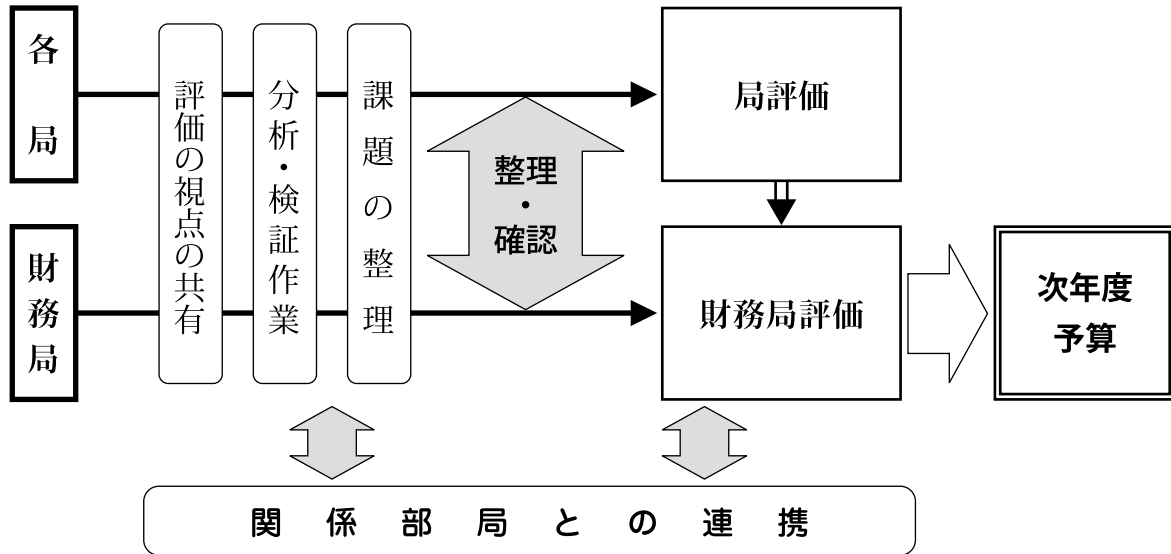 各局
財務局
評価の視点の共有
分析・検証作業
課題の整理
整理
・
確認
局評価
財務局評価
次年度
予算
関係部局との連携